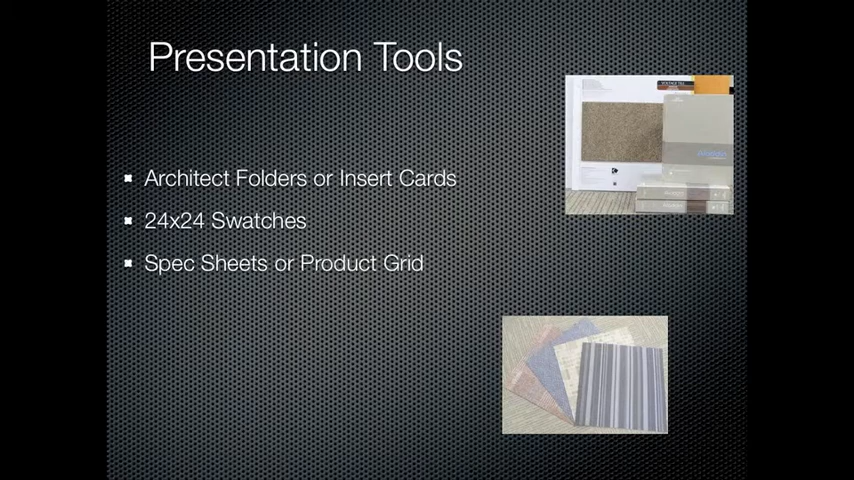 Presentation Tools
Architect Folders or Insert Cards
24x24 Swatches
Spec Sheets or Product Grid